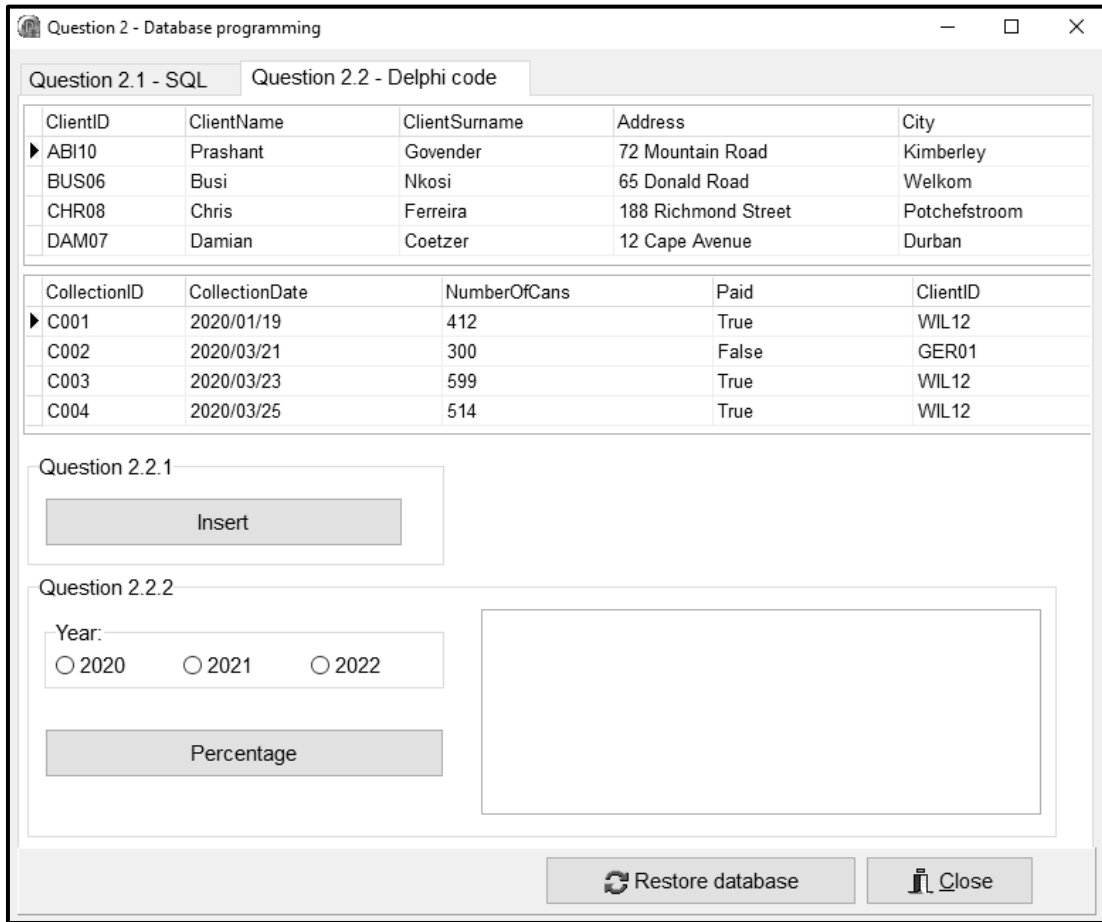 Question 2 - Database programming
Question 2.1 - SQL Question 2.2 - Delphi code
ClientID ClientName ClientSurname Address City
ABI10 Prashant Govender 72 Mountain Road Kimberley
BUS06 Busi Nkosi 65 Donald Road Welkom
CHR08 Chris Ferreira 188 Richmond Street Potchefstroom
DAM07 Damian Coetzer 12 Cape Avenue Durban
CollectionID CollectionDate NumberOfCans Paid ClientID
C001 2020/01/19 412 True WIL12
C002 2020/03/21 300 False GER01
C003 2020/03/23 599 True WIL12
C004 2020/03/25 514 True WIL12
Question 2.2.1
Insert
Question 2.2.2
Year:
2020 2021 2022
Percentage
Restore database Close